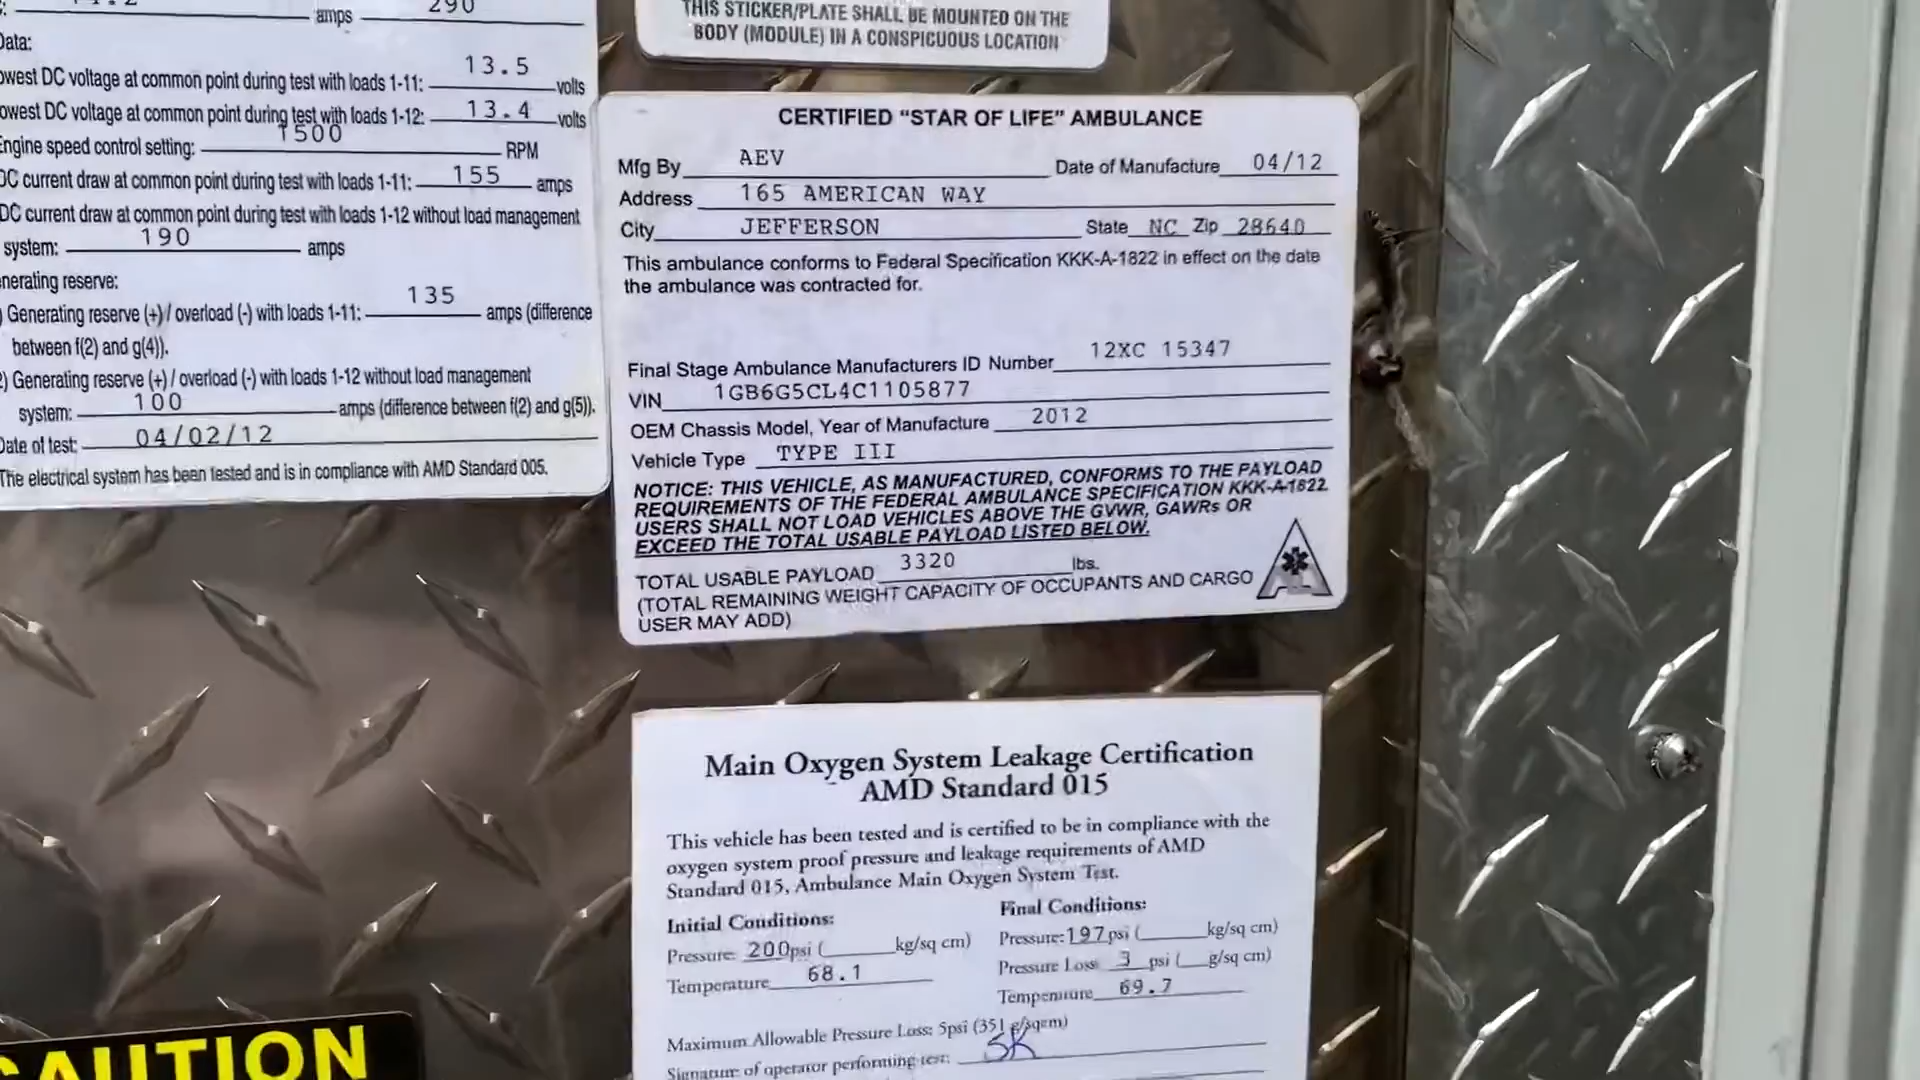 amps 290
Data:
owest DC voltage at common point during test with loads 1-11: 13.5 volts
owest DC voltage at common point during test with loads 1-12: 13.4 volts
Engine speed control setting: 1500 RPM
DC current draw at common point during test with loads 1-11: 155 amps
DC current draw at common point during test with loads 1-12 without load management
system: 190 amps
nerating reserve:
) Generating reserve (+) / overload (-) with loads 1-11: 135 amps (difference
between f(2) and g(4)).
2) Generating reserve (+) / overload (-) with loads 1-12 without load management
system: 100 amps (difference between f(2) and g(5)).
Date of test: 04/02/12
The electrical system has been tested and is in compliance with AMD Standard 005.
THIS STICKER/PLATE SHALL BE MOUNTED ON THE
BODY (MODULE) IN A CONSPICUOUS LOCATION
CERTIFIED “STAR OF LIFE” AMBULANCE
Mfg By AEV Date of Manufacture 04/12
Address 165 AMERICAN WAY
City JEFFERSON State NC Zip 28640
This ambulance conforms to Federal Specification KKK-A-1822 in effect on the date
the ambulance was contracted for.
Final Stage Ambulance Manufacturers ID Number 12XC 15347
VIN 1GB6G5CL4C1105877
OEM Chassis Model, Year of Manufacture 2012
Vehicle Type TYPE III
NOTICE: THIS VEHICLE, AS MANUFACTURED, CONFORMS TO THE PAYLOAD
REQUIREMENTS OF THE FEDERAL AMBULANCE SPECIFICATION KKK-A-1822.
USERS SHALL NOT LOAD VEHICLES ABOVE THE GVWR, GAWRs OR
EXCEED THE TOTAL USABLE PAYLOAD LISTED BELOW.
TOTAL USABLE PAYLOAD 3320 lbs.
(TOTAL REMAINING WEIGHT CAPACITY OF OCCUPANTS AND CARGO
USER MAY ADD)
Main Oxygen System Leakage Certification
AMD Standard 015
This vehicle has been tested and is certified to be in compliance with the
oxygen system proof pressure and leakage requirements of AMD
Standard 015, Ambulance Main Oxygen System Test.
Initial Conditions:
Pressure: 200psi ( kg/sq cm)
Temperature 68.1
Final Conditions:
Pressure: 197psi ( kg/sq cm)
Pressure Loss: 3 psi ( g/sq cm)
Temperature 69.7
Maximum Allowable Pressure Loss: 5psi (351 g/sqcm)
Signature of operator performing test: SK
CAUTION